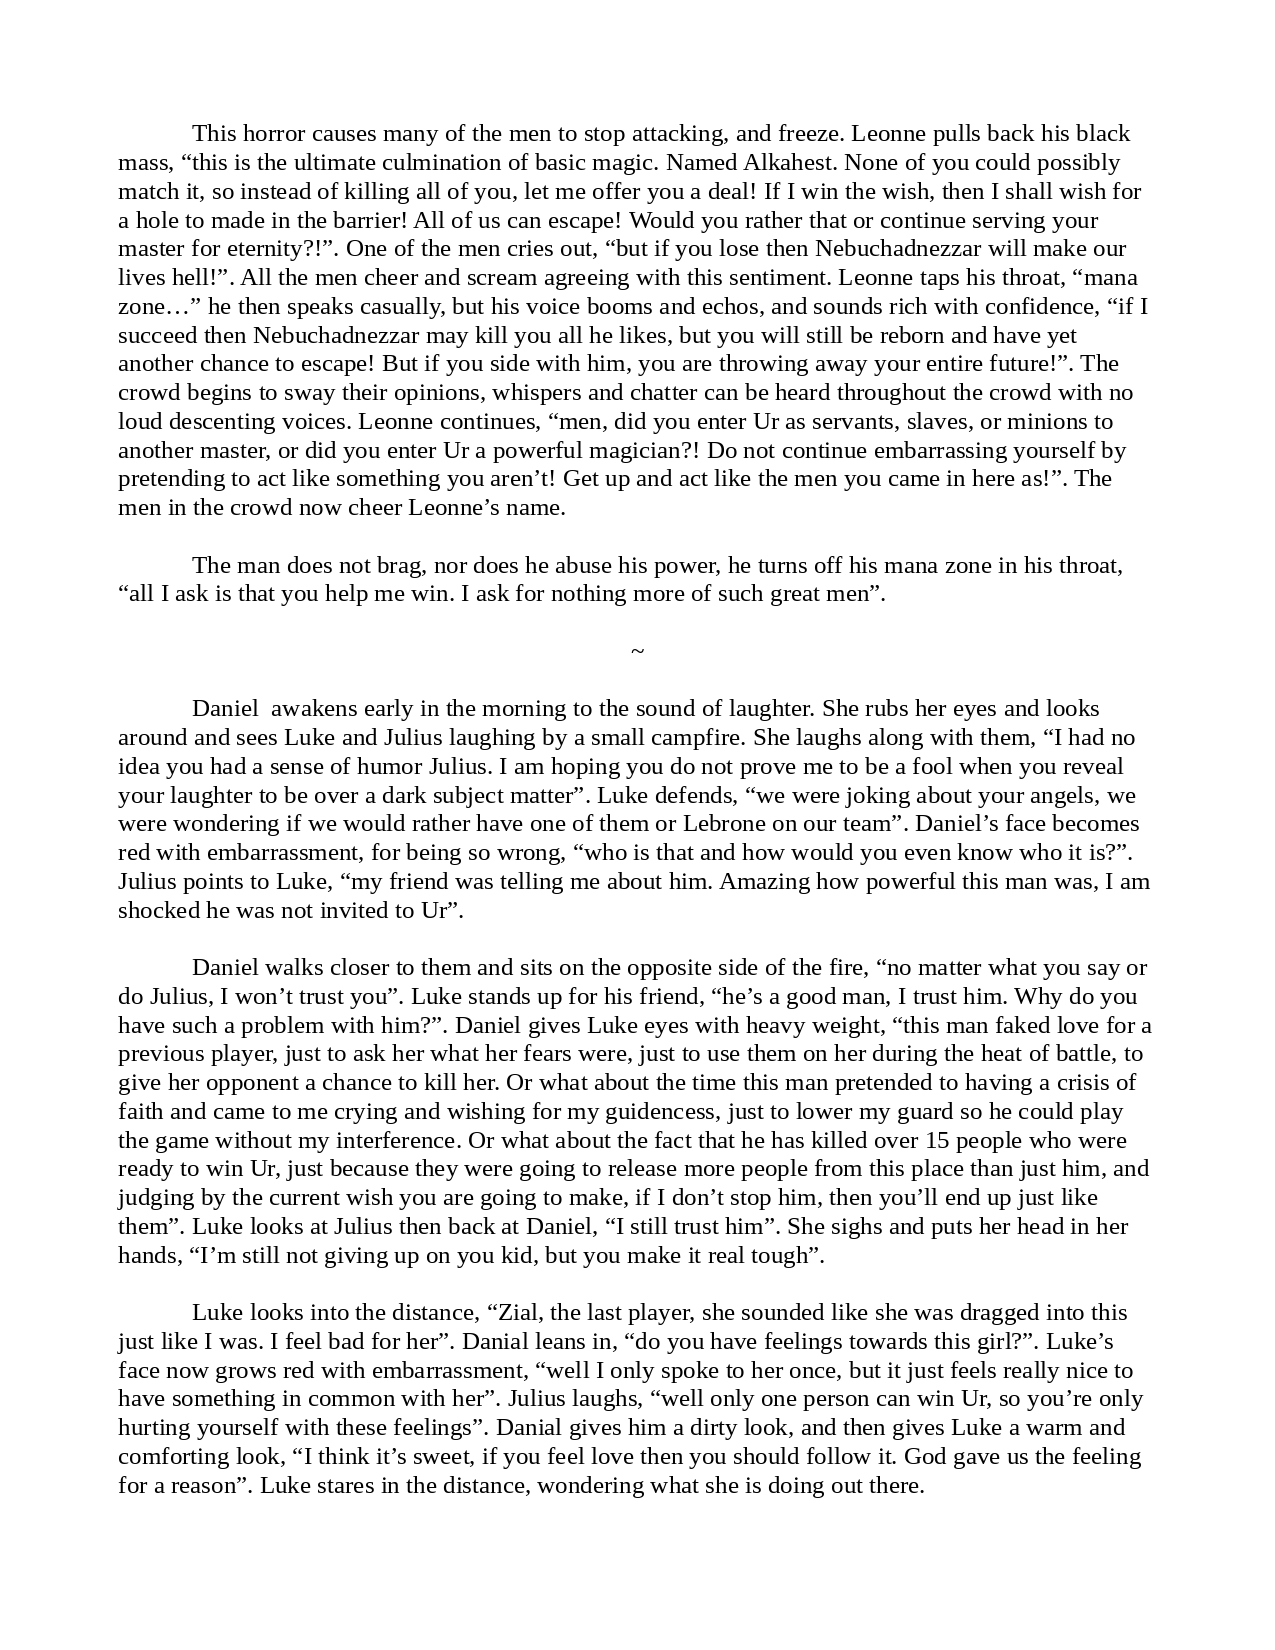 This horror causes many of the men to stop attacking, and freeze. Leonne pulls back his black
mass, “this is the ultimate culmination of basic magic. Named Alkahest. None of you could possibly
match it, so instead of killing all of you, let me offer you a deal! If I win the wish, then I shall wish for
a hole to made in the barrier! All of us can escape! Would you rather that or continue serving your
master for eternity?!”. One of the men cries out, “but if you lose then Nebuchadnezzar will make our
lives hell!”. All the men cheer and scream agreeing with this sentiment. Leonne taps his throat, “mana
zone…” he then speaks casually, but his voice booms and echos, and sounds rich with confidence, “if I
succeed then Nebuchadnezzar may kill you all he likes, but you will still be reborn and have yet
another chance to escape! But if you side with him, you are throwing away your entire future!”. The
crowd begins to sway their opinions, whispers and chatter can be heard throughout the crowd with no
loud descenting voices. Leonne continues, “men, did you enter Ur as servants, slaves, or minions to
another master, or did you enter Ur a powerful magician?! Do not continue embarrassing yourself by
pretending to act like something you aren’t! Get up and act like the men you came in here as!”. The
men in the crowd now cheer Leonne’s name.
The man does not brag, nor does he abuse his power, he turns off his mana zone in his throat,
“all I ask is that you help me win. I ask for nothing more of such great men”.
~
Daniel  awakens early in the morning to the sound of laughter. She rubs her eyes and looks
around and sees Luke and Julius laughing by a small campfire. She laughs along with them, “I had no
idea you had a sense of humor Julius. I am hoping you do not prove me to be a fool when you reveal
your laughter to be over a dark subject matter”. Luke defends, “we were joking about your angels, we
were wondering if we would rather have one of them or Lebrone on our team”. Daniel’s face becomes
red with embarrassment, for being so wrong, “who is that and how would you even know who it is?”.
Julius points to Luke, “my friend was telling me about him. Amazing how powerful this man was, I am
shocked he was not invited to Ur”.
Daniel walks closer to them and sits on the opposite side of the fire, “no matter what you say or
do Julius, I won’t trust you”. Luke stands up for his friend, “he’s a good man, I trust him. Why do you
have such a problem with him?”. Daniel gives Luke eyes with heavy weight, “this man faked love for a
previous player, just to ask her what her fears were, just to use them on her during the heat of battle, to
give her opponent a chance to kill her. Or what about the time this man pretended to having a crisis of
faith and came to me crying and wishing for my guidencess, just to lower my guard so he could play
the game without my interference. Or what about the fact that he has killed over 15 people who were
ready to win Ur, just because they were going to release more people from this place than just him, and
judging by the current wish you are going to make, if I don’t stop him, then you’ll end up just like
them”. Luke looks at Julius then back at Daniel, “I still trust him”. She sighs and puts her head in her
hands, “I’m still not giving up on you kid, but you make it real tough”.
Luke looks into the distance, “Zial, the last player, she sounded like she was dragged into this
just like I was. I feel bad for her”. Danial leans in, “do you have feelings towards this girl?”. Luke’s
face now grows red with embarrassment, “well I only spoke to her once, but it just feels really nice to
have something in common with her”. Julius laughs, “well only one person can win Ur, so you’re only
hurting yourself with these feelings”. Danial gives him a dirty look, and then gives Luke a warm and
comforting look, “I think it’s sweet, if you feel love then you should follow it. God gave us the feeling
for a reason”. Luke stares in the distance, wondering what she is doing out there.